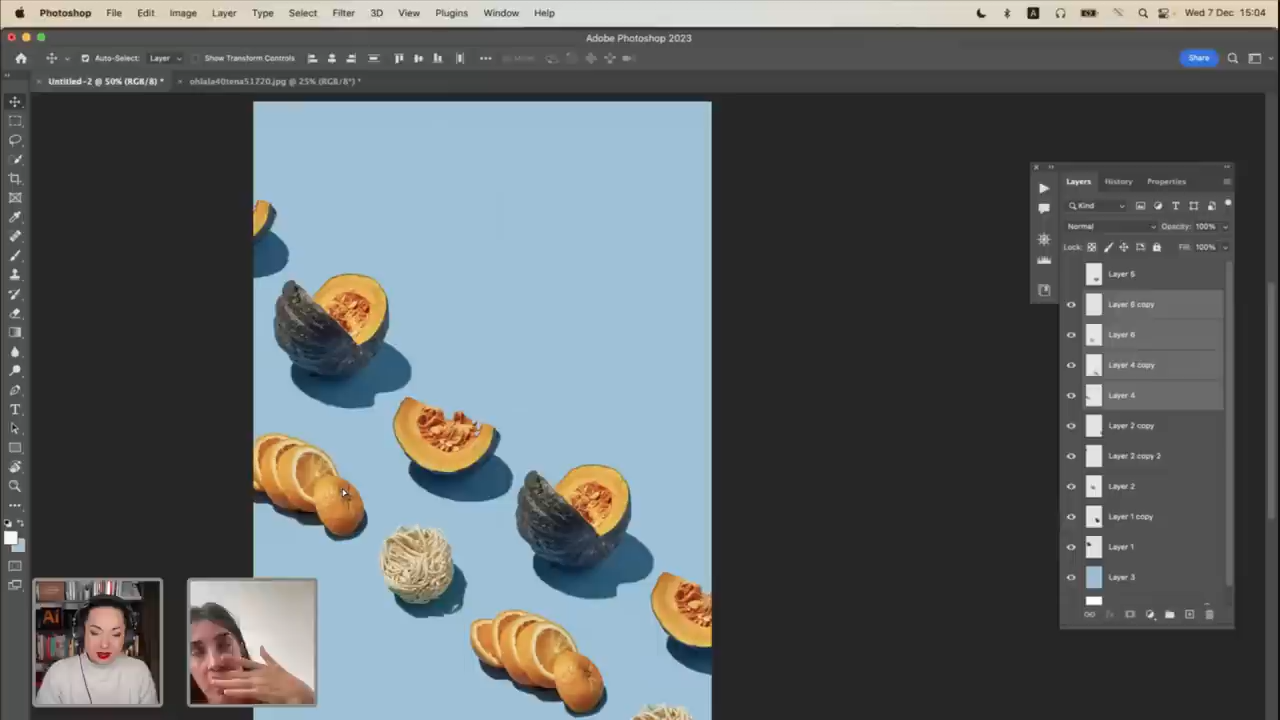 Photoshop File Edit Image Layer Type Select Filter 3D View Plugins Window Help A Wed 7 Dec 15:04
Adobe Photoshop 2023
Auto-Select: Layer Show Transform Controls ••• Share
× Untitled-2 @ 50% (RGB/8) * × ohlala40tena51720.jpg @ 25% (RGB/8*) *
Layers History Properties
Kind
Normal Opacity: 100%
Lock: Fill: 100%
Layer 5
Layer 6 copy
Layer 6
Layer 4 copy
Layer 4
Layer 2 copy
Layer 2 copy 2
Layer 2
Layer 1 copy
Layer 1
Layer 3
Ai